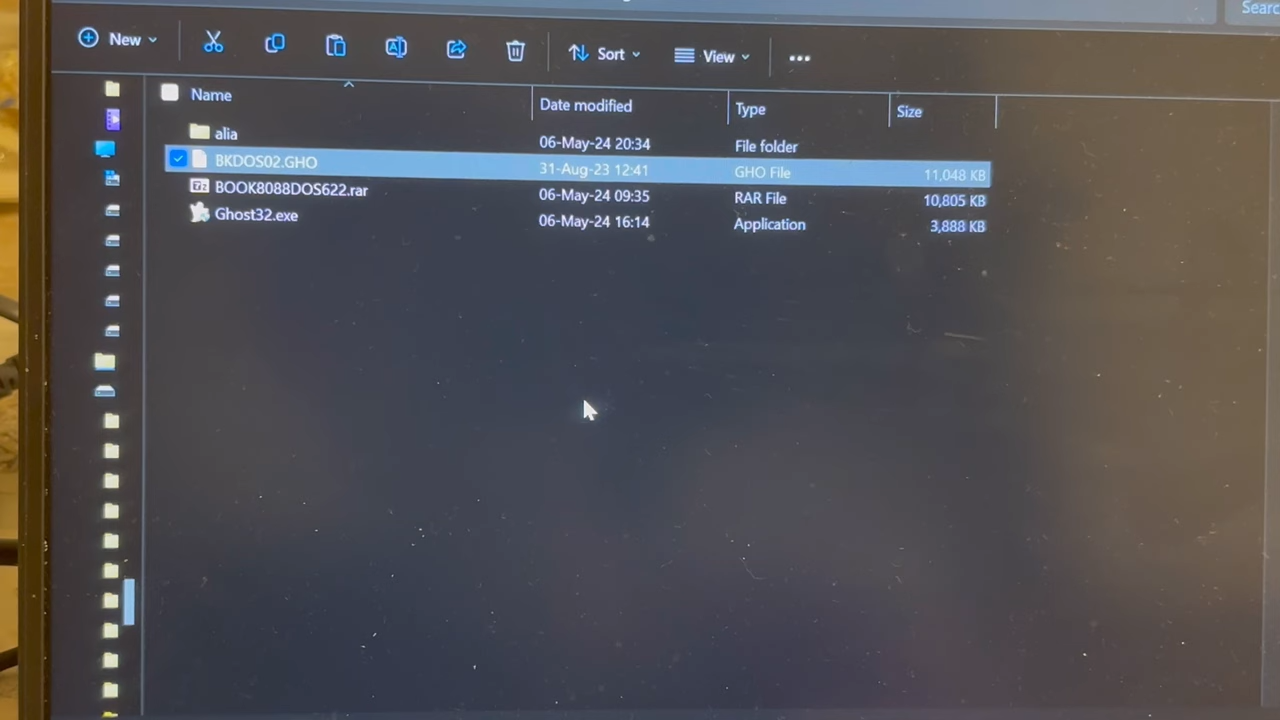 Searc
New Sort View
Name Date modified Type Size
alia 06-May-24 20:34 File folder
BKDOS02.GHO 31-Aug-23 12:41 GHO File 11,048 KB
BOOK8088DOS622.rar 06-May-24 09:35 RAR File 10,805 KB
Ghost32.exe 06-May-24 16:14 Application 3,888 KB